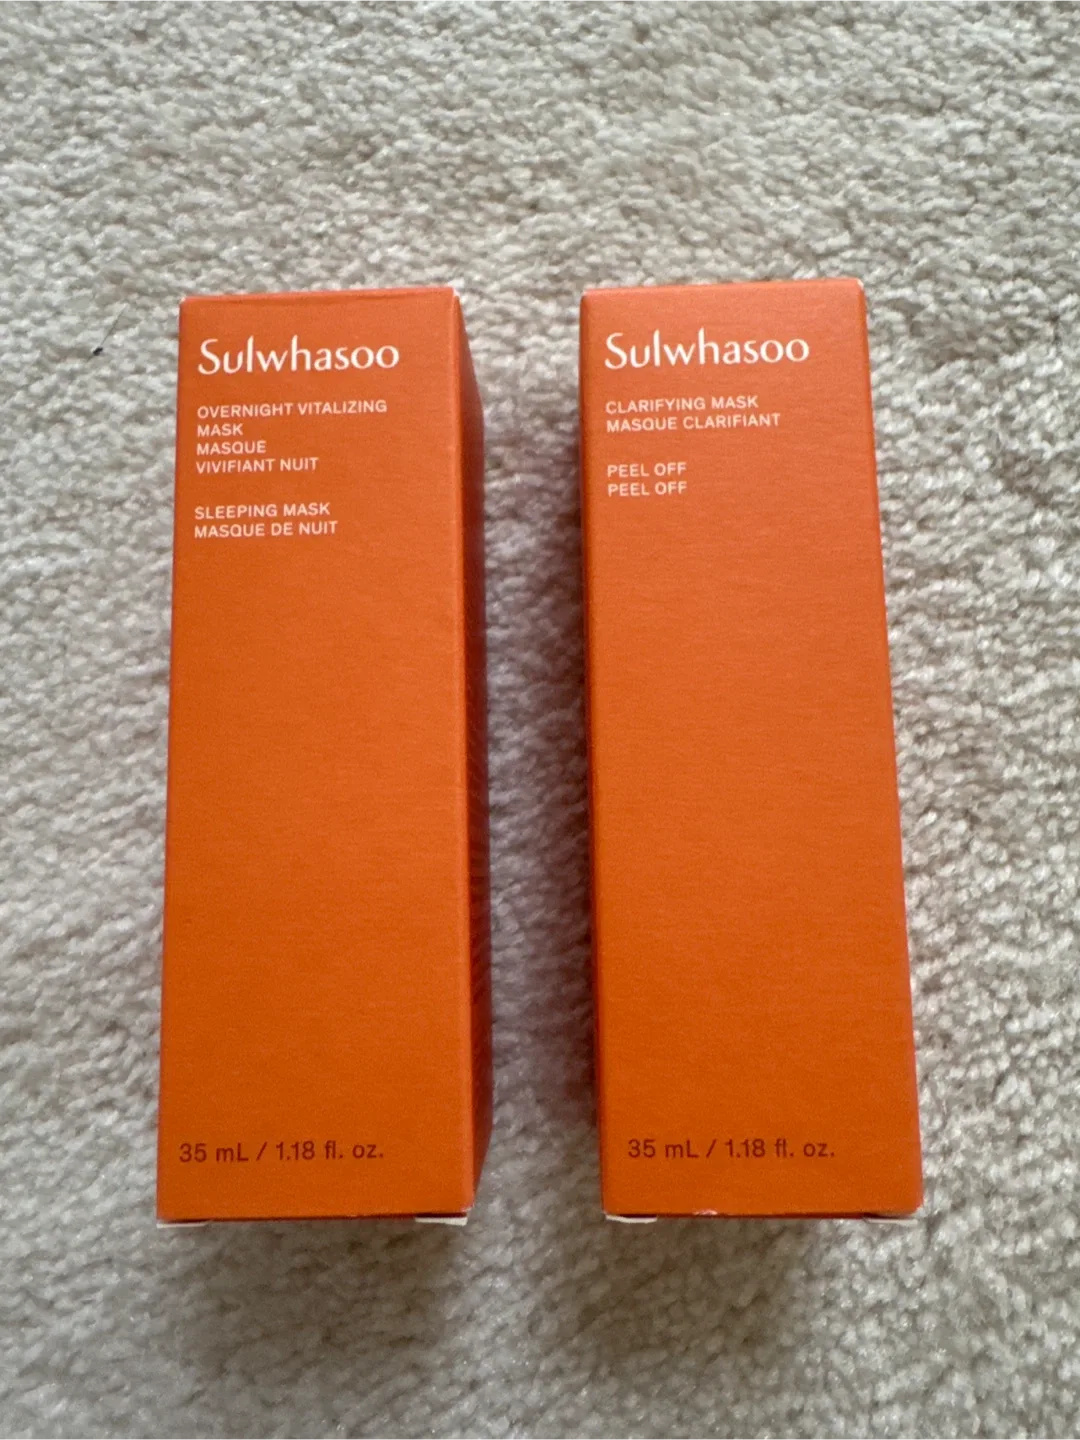 Sulwhasoo
OVERNIGHT VITALIZING
MASK
MASQUE
VIVIFIANT NUIT
SLEEPING MASK
MASQUE DE NUIT
35 mL / 1.18 fl. oz.
Sulwhasoo
CLARIFYING MASK
MASQUE CLARIFIANT
PEEL OFF
PEEL OFF
35 mL / 1.18 fl. oz.